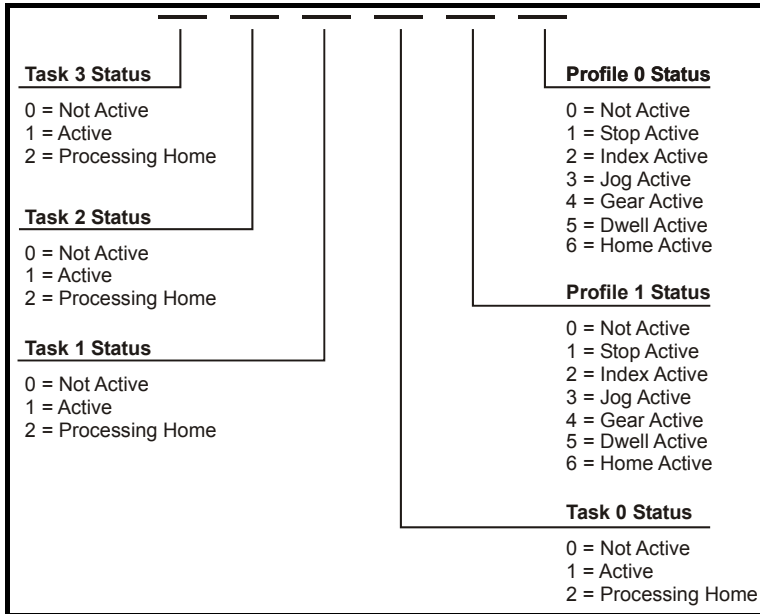 Task 3 Status
0 = Not Active
1 = Active
2 = Processing Home
Task 2 Status
0 = Not Active
1 = Active
2 = Processing Home
Task 1 Status
0 = Not Active
1 = Active
2 = Processing Home
Profile 0 Status
0 = Not Active
1 = Stop Active
2 = Index Active
3 = Jog Active
4 = Gear Active
5 = Dwell Active
6 = Home Active
Profile 1 Status
0 = Not Active
1 = Stop Active
2 = Index Active
3 = Jog Active
4 = Gear Active
5 = Dwell Active
6 = Home Active
Task 0 Status
0 = Not Active
1 = Active
2 = Processing Home